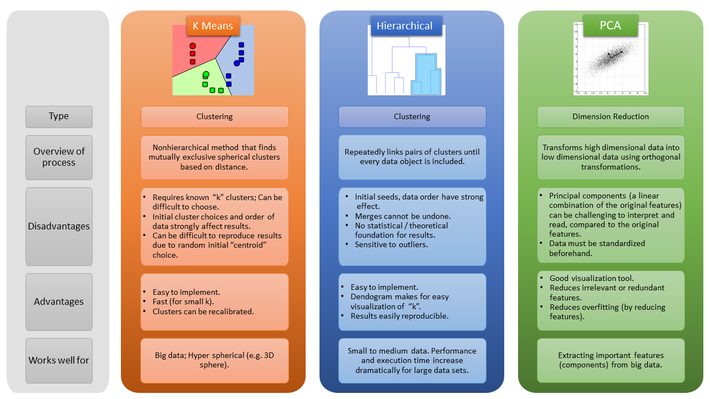 K Means
Hierarchical
PCA
Type
Clustering
Clustering
Dimension Reduction
Overview of
process
Nonhierarchical method that finds
mutually exclusive spherical clusters
based on distance.
Repeatedly links pairs of clusters until
every data object is included.
Transforms high dimensional data into
low dimensional data using orthogonal
transformations.
Disadvantages
• Requires known "k" clusters; Can be
difficult to choose.
• Initial cluster choices and order of
data strongly affect results.
• Can be difficult to reproduce results
due to random initial "centroid"
choice.
• Initial seeds, data order have strong
effect.
• Merges cannot be undone.
• No statistical / theoretical
foundation for results.
• Sensitive to outliers.
• Principal components (a linear
combination of the original features)
can be challenging to interpret and
read, compared to the original
features.
• Data must be standardized
beforehand.
Advantages
• Easy to implement.
• Fast (for small k).
• Clusters can be recalibrated.
• Easy to implement.
• Dendogram makes for easy
visualization of "k".
• Results easily reproducible.
• Good visualization tool.
• Reduces irrelevant or redundant
features.
• Reduces overfitting (by reducing
features).
Works well for
Big data; Hyper spherical (e.g. 3D
sphere).
Small to medium data. Performance
and execution time increase
dramatically for large data sets.
Extracting important features
(components) from big data.